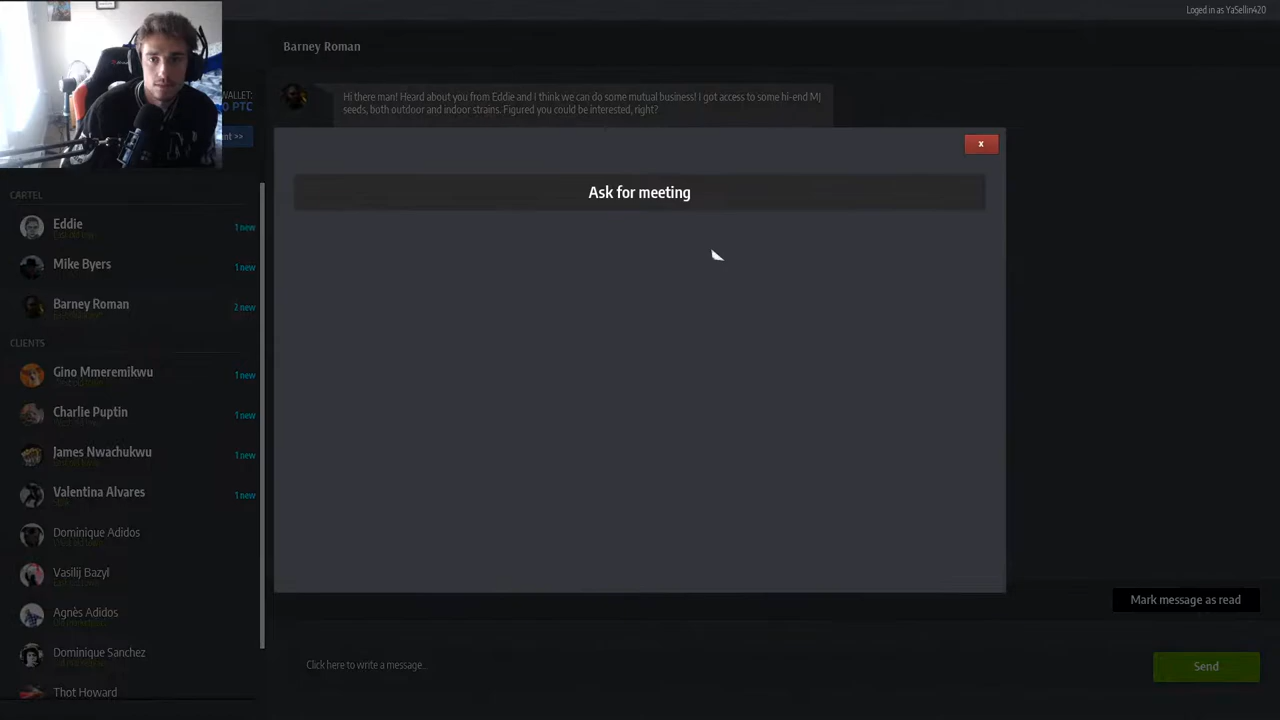 Loged in as YaSellin420
Barney Roman
WALLET:
0 PTC
nt >>
Hi there man! Heard about you from Eddie and I think we can do some mutual business! I got access to some hi-end MJ
seeds, both outdoor and indoor strains. Figured you could be interested, right?
x
Ask for meeting
CARTEL
Eddie
1 new
Mike Byers
1 new
Barney Roman
2 new
CLIENTS
Gino Mmeremikwu
1 new
Charlie Puptin
1 new
James Nwachukwu
1 new
Valentina Alvares
1 new
Dominique Adidos
Vasilij Bazyl
Agnès Adidos
Dominique Sanchez
Thot Howard
Mark message as read
Click here to write a message...
Send